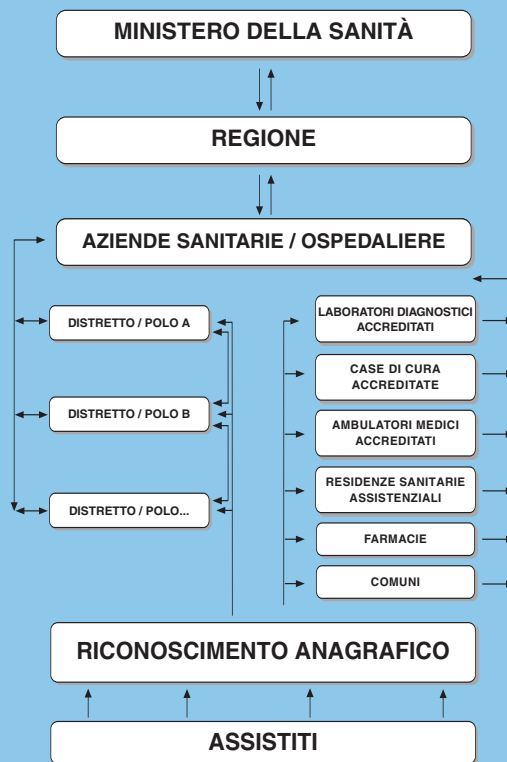 MINISTERO DELLA SANITÀ
REGIONE
AZIENDE SANITARIE / OSPEDALIERE
DISTRETTO / POLO A
DISTRETTO / POLO B
DISTRETTO / POLO...
LABORATORI DIAGNOSTICI
ACCREDITATI
CASE DI CURA
ACCREDITATE
AMBULATORI MEDICI
ACCREDITATI
RESIDENZE SANITARIE
ASSISTENZIALI
FARMACIE
COMUNI
RICONOSCIMENTO ANAGRAFICO
ASSISTITI